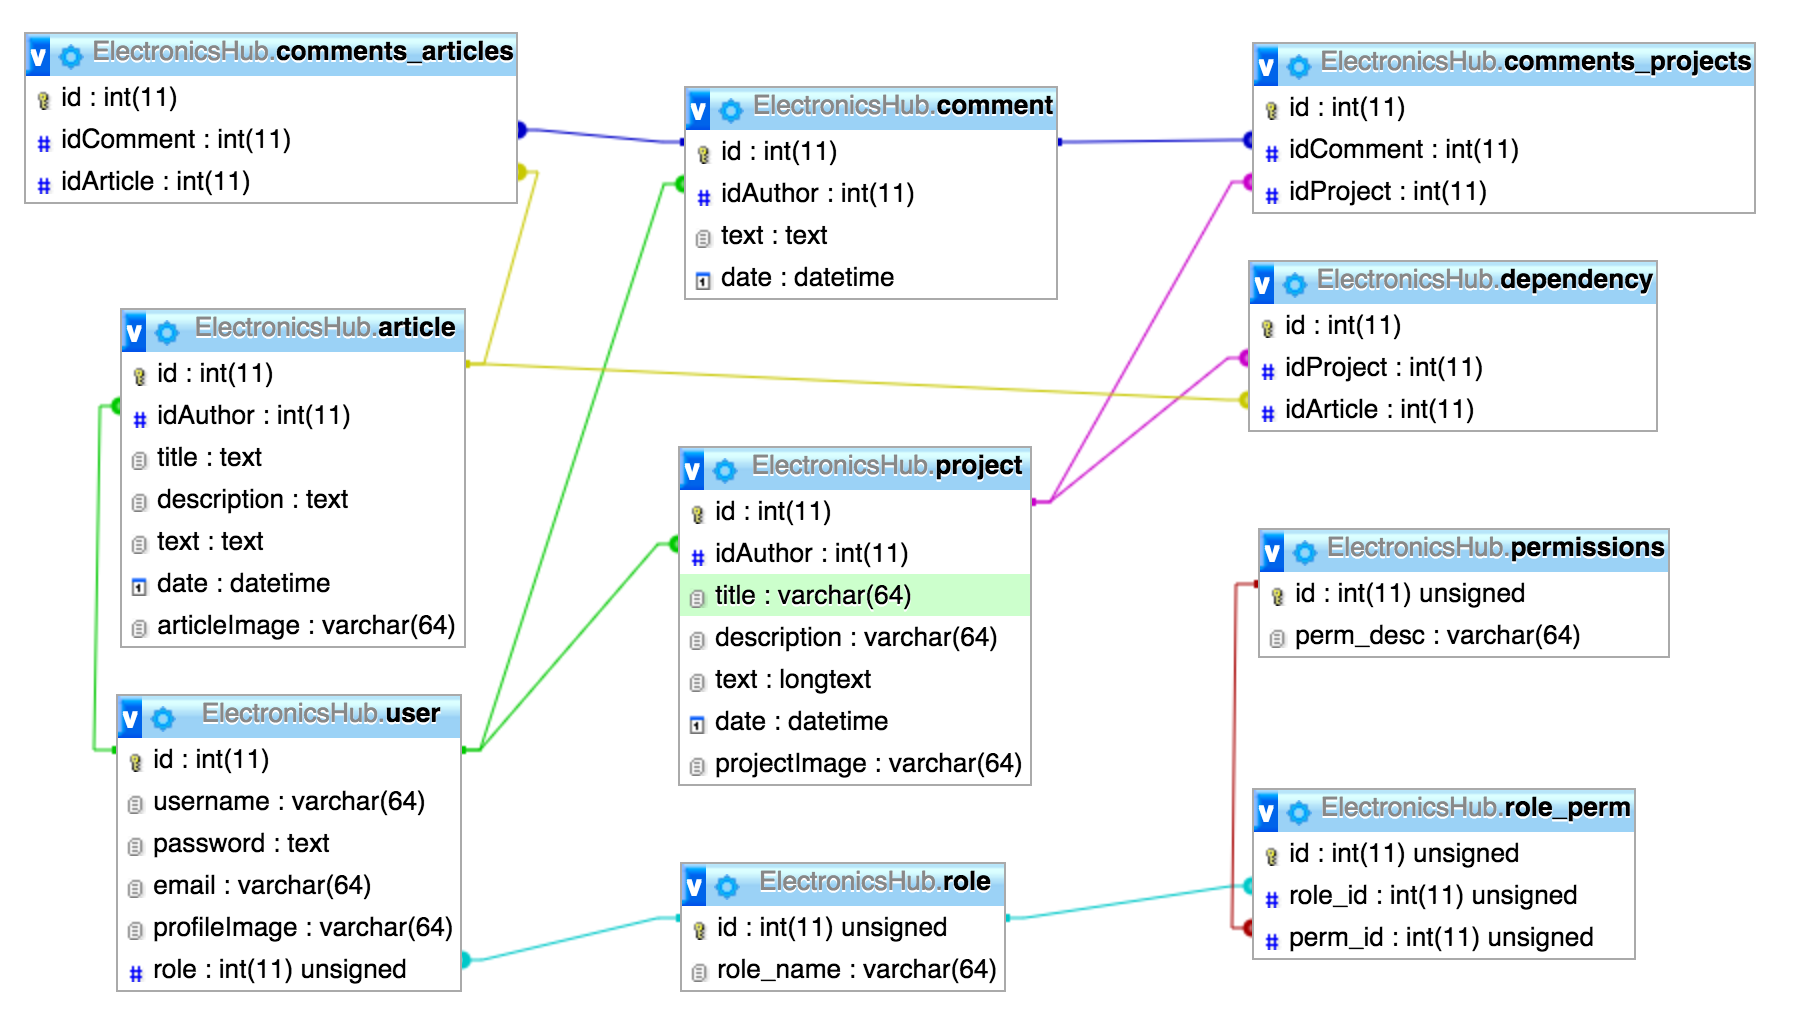 ElectronicsHub.comments_articles
id : int(11)
idComment : int(11)
idArticle : int(11)
ElectronicsHub.comment
id : int(11)
idAuthor : int(11)
text : text
date : datetime
ElectronicsHub.comments_projects
id : int(11)
idComment : int(11)
idProject : int(11)
ElectronicsHub.dependency
id : int(11)
idProject : int(11)
idArticle : int(11)
ElectronicsHub.article
id : int(11)
idAuthor : int(11)
title : text
description : text
text : text
date : datetime
articleImage : varchar(64)
ElectronicsHub.project
id : int(11)
idAuthor : int(11)
title : varchar(64)
description : varchar(64)
text : longtext
date : datetime
projectImage : varchar(64)
ElectronicsHub.permissions
id : int(11) unsigned
perm_desc : varchar(64)
ElectronicsHub.user
id : int(11)
username : varchar(64)
password : text
email : varchar(64)
profileImage : varchar(64)
role : int(11) unsigned
ElectronicsHub.role
id : int(11) unsigned
role_name : varchar(64)
ElectronicsHub.role_perm
id : int(11) unsigned
role_id : int(11) unsigned
perm_id : int(11) unsigned